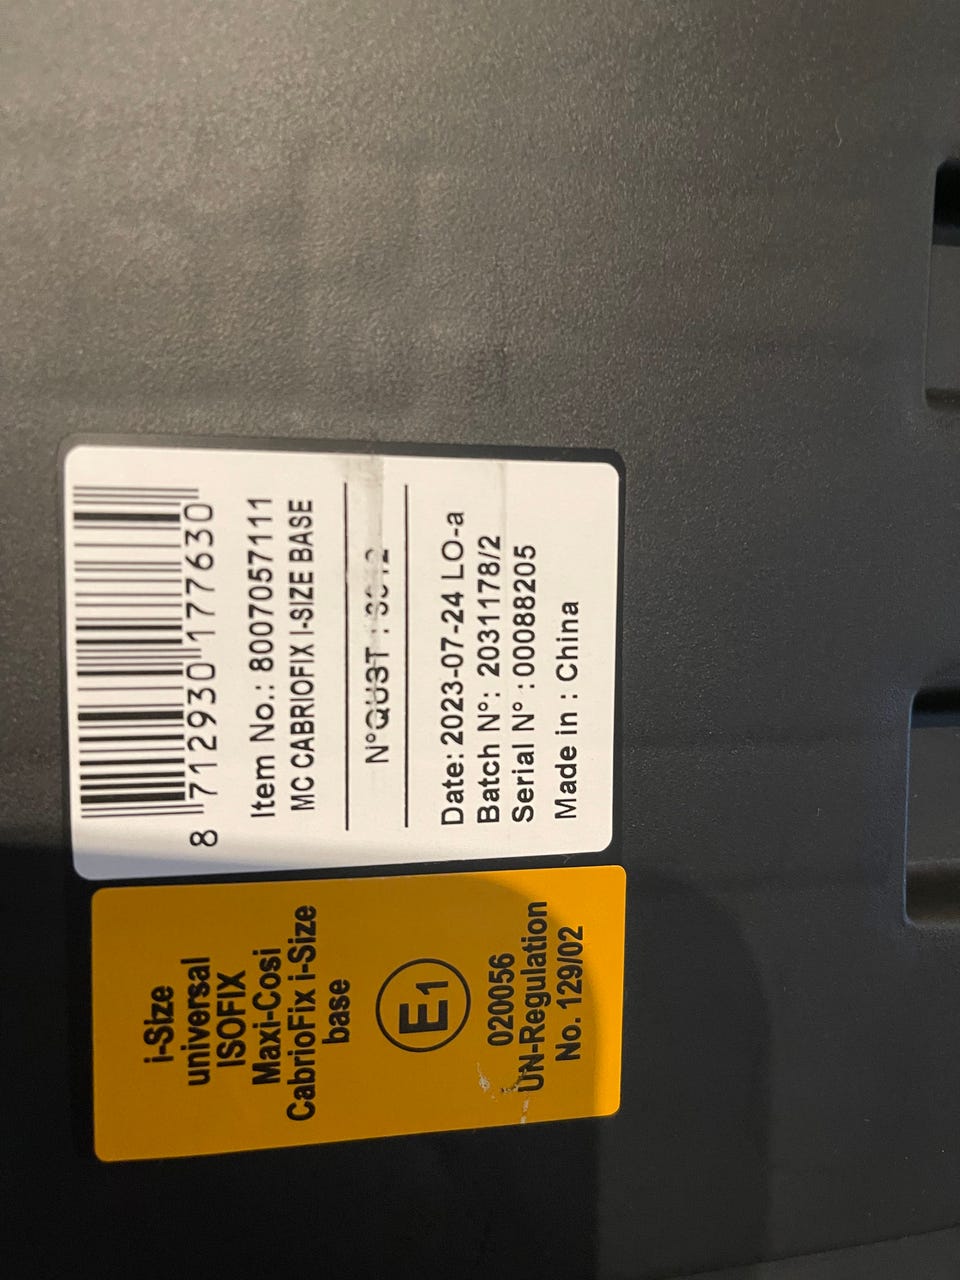 i-Size
universal
ISOFIX
Maxi-Cosi
CabrioFix i-Size
base
E1
020056
UN-Regulation
No. 129/02
8 712930 177630
Item No.: 8007057111
MC CABRIOFIX I-SIZE BASE
N°
Date: 2023-07-24 LO-a
Batch N°: 2031178/2
Serial N° : 00088205
Made in : China